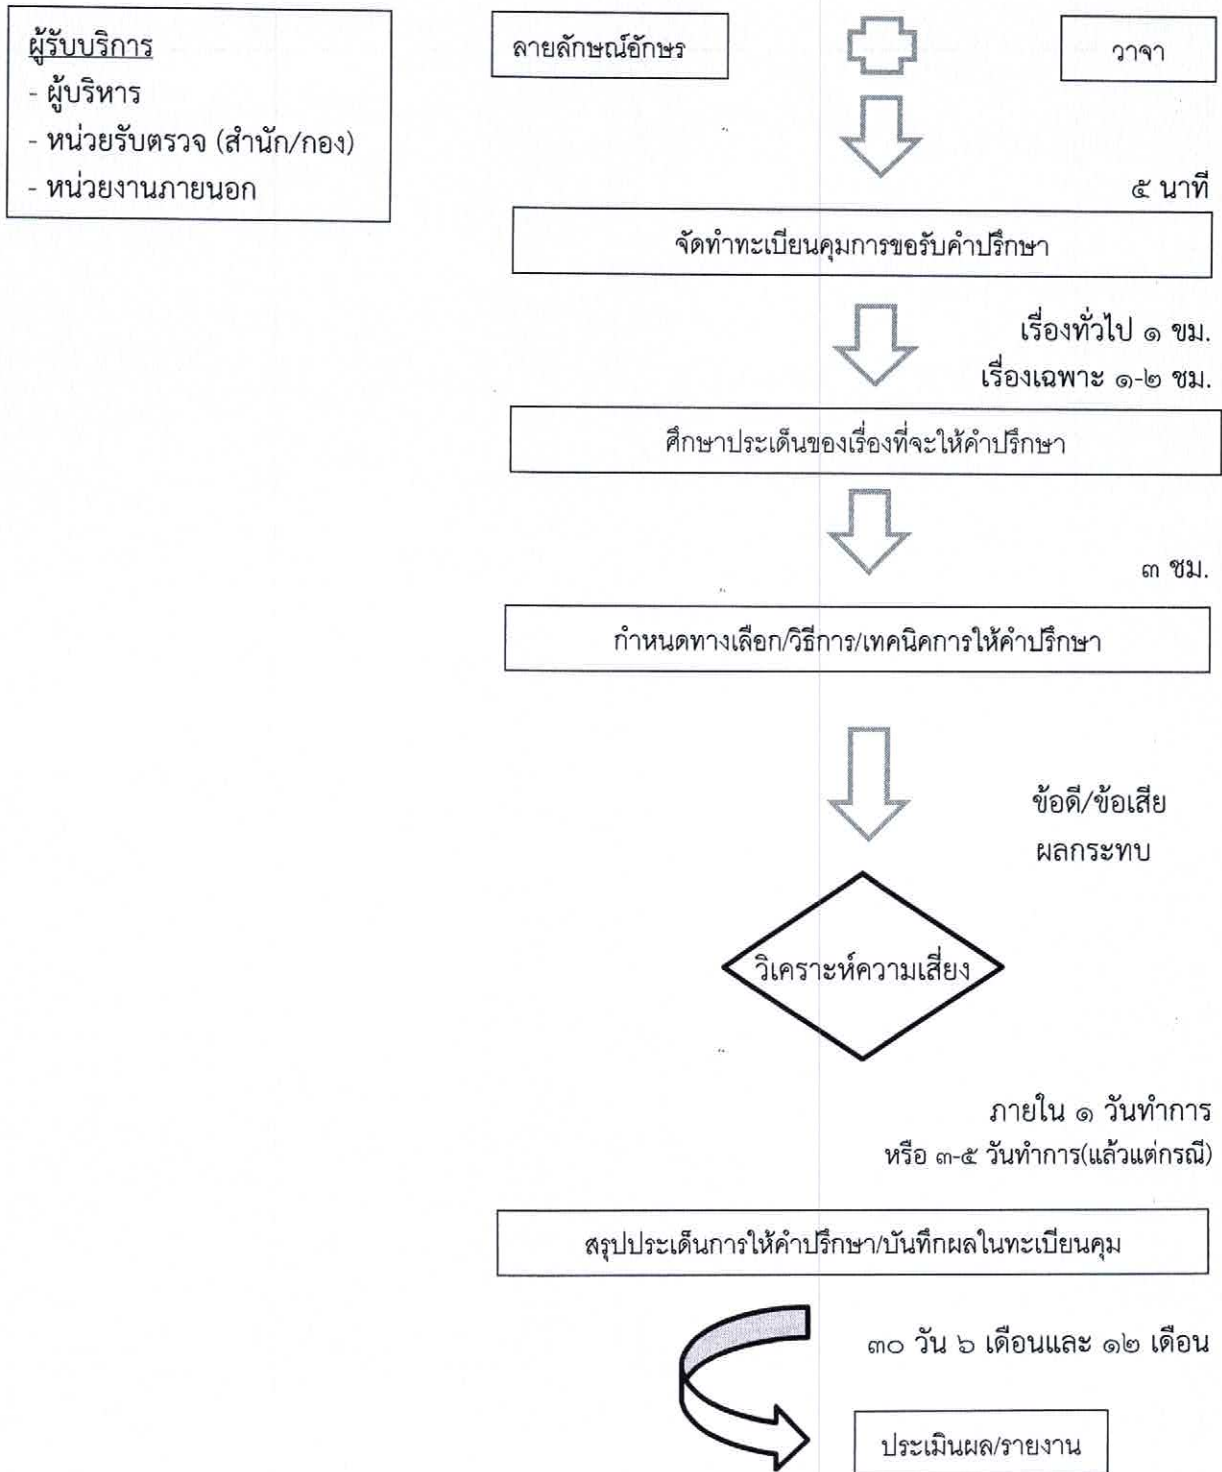 ผู้รับบริการ
- ผู้บริหาร
- หน่วยรับตรวจ (สำนัก/กอง)
- หน่วยงานภายนอก
ลายลักษณ์อักษร
วาจา
๕ นาที
จัดทำทะเบียนคุมการขอรับคำปรึกษา
เรื่องทั่วไป ๑ ชม.
เรื่องเฉพาะ ๑-๒ ชม.
ศึกษาประเด็นของเรื่องที่จะให้คำปรึกษา
๓ ชม.
กำหนดทางเลือก/วิธีการ/เทคนิคการให้คำปรึกษา
ข้อดี/ข้อเสีย
ผลกระทบ
วิเคราะห์ความเสี่ยง
ภายใน ๑ วันทำการ
หรือ ๓-๕ วันทำการ(แล้วแต่กรณี)
สรุปประเด็นการให้คำปรึกษา/บันทึกผลในทะเบียนคุม
๓๐ วัน ๖ เดือนและ ๑๒ เดือน
ประเมินผล/รายงาน